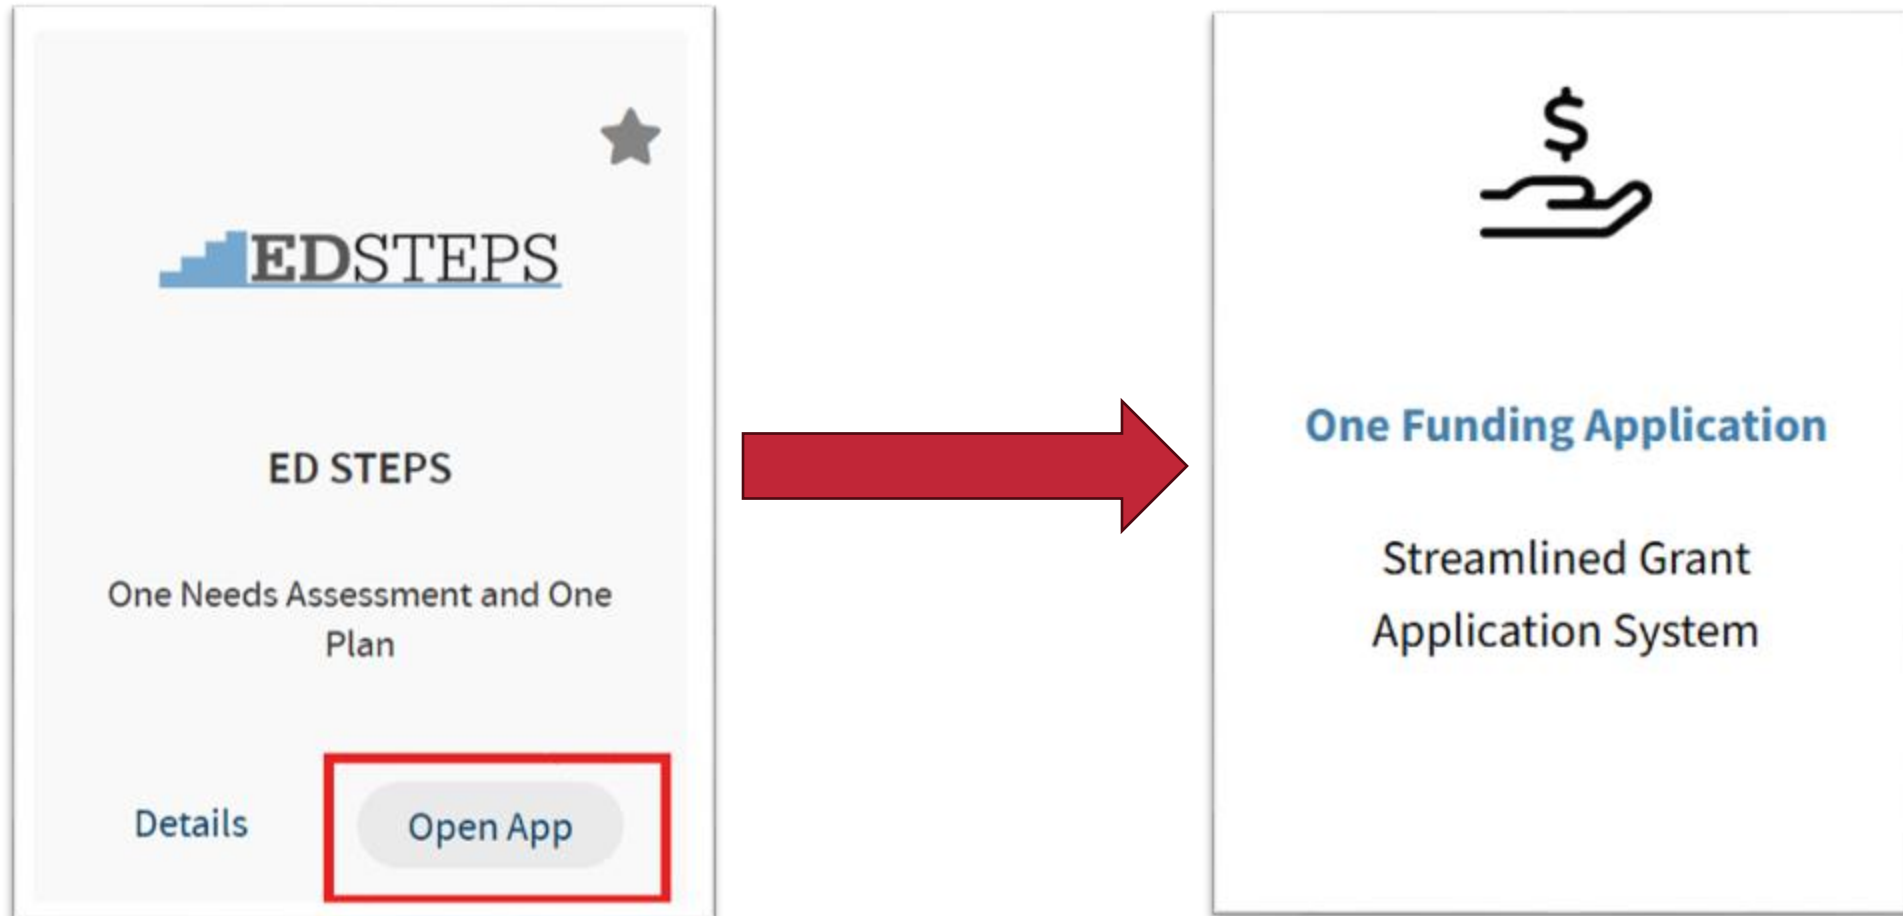 EDSTEPS
ED STEPS
One Needs Assessment and One
Plan
Details
Open App
$
One Funding Application
Streamlined Grant
Application System